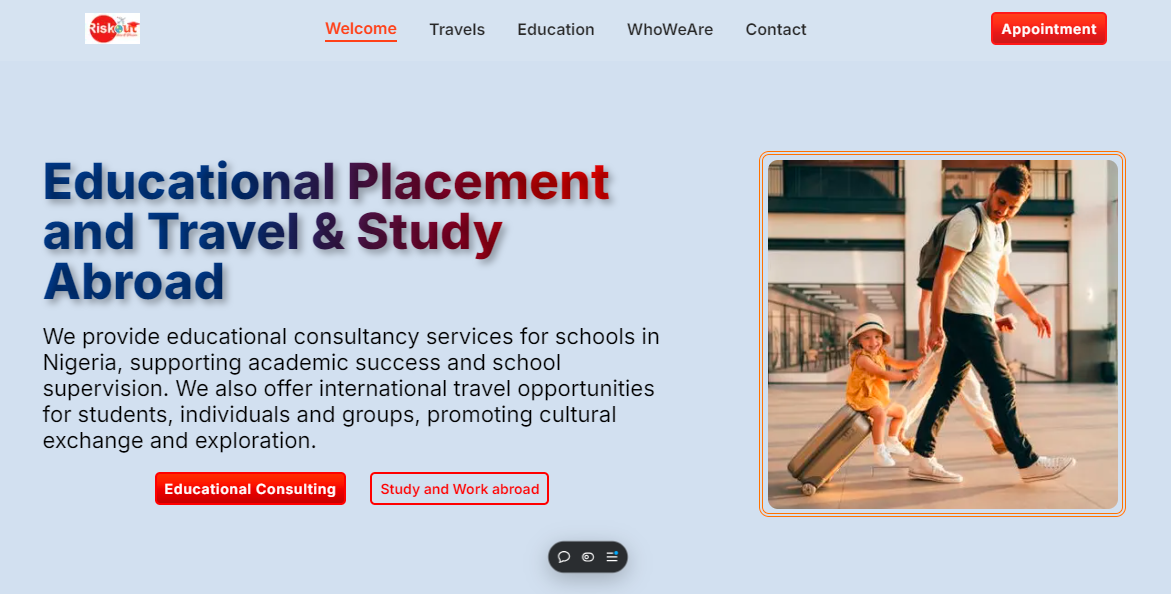 Riskout
Welcome
Travels
Education
WhoWeAre
Contact
Appointment
Educational Placement
and Travel & Study
Abroad
We provide educational consultancy services for schools in
Nigeria, supporting academic success and school
supervision. We also offer international travel opportunities
for students, individuals and groups, promoting cultural
exchange and exploration.
Educational Consulting
Study and Work abroad